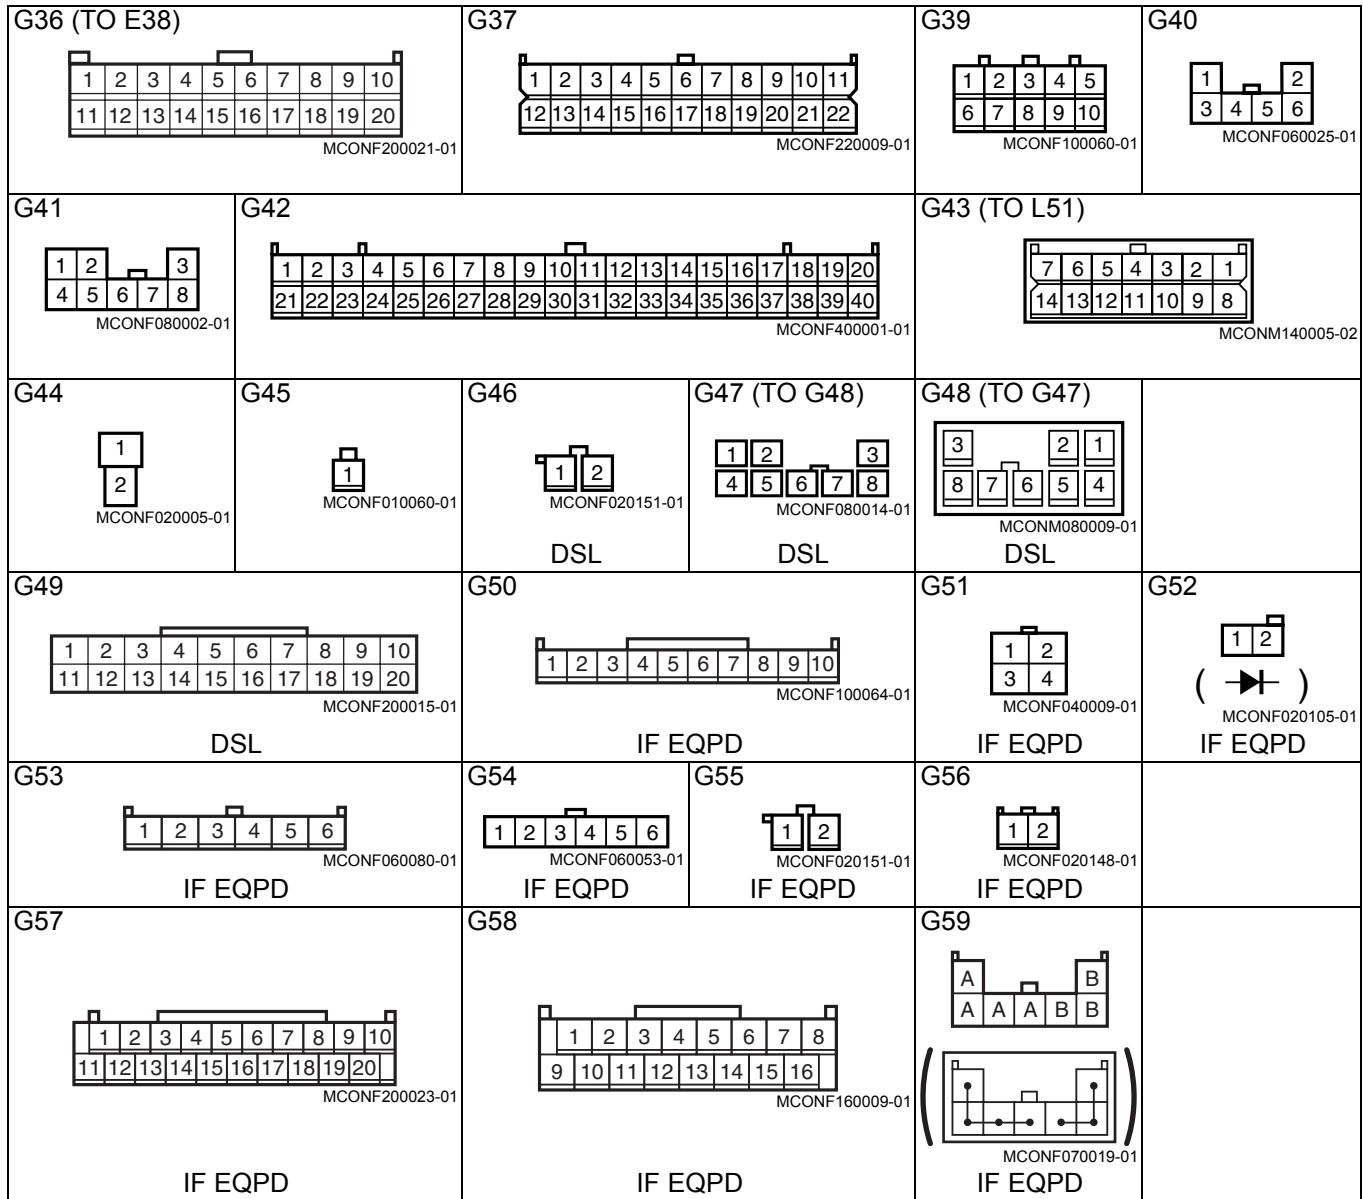 G36 (TO E38)
1 2 3 4 5 6 7 8 9 10
11 12 13 14 15 16 17 18 19 20
MCONF200021-01
G37
1 2 3 4 5 6 7 8 9 10 11
12 13 14 15 16 17 18 19 20 21 22
MCONF220009-01
G39
1 2 3 4 5
6 7 8 9 10
MCONF100060-01
G40
1 2
3 4 5 6
MCONF060025-01
G41
1 2 3
4 5 6 7 8
MCONF080002-01
G42
1 2 3 4 5 6 7 8 9 10 11 12 13 14 15 16 17 18 19 20
21 22 23 24 25 26 27 28 29 30 31 32 33 34 35 36 37 38 39 40
MCONF400001-01
G43 (TO L51)
7 6 5 4 3 2 1
14 13 12 11 10 9 8
MCONM140005-02
G44
1
2
MCONF020005-01
G45
1
MCONF010060-01
G46
1 2
MCONF020151-01
DSL
G47 (TO G48)
1 2 3
4 5 6 7 8
MCONF080014-01
DSL
G48 (TO G47)
3 2 1
8 7 6 5 4
MCONM080009-01
DSL
G49
1 2 3 4 5 6 7 8 9 10
11 12 13 14 15 16 17 18 19 20
MCONF200015-01
DSL
G50
1 2 3 4 5 6 7 8 9 10
MCONF100064-01
IF EQPD
G51
1 2
3 4
MCONF040009-01
IF EQPD
G52
1 2
( )
MCONF020105-01
IF EQPD
G53
1 2 3 4 5 6
MCONF060080-01
IF EQPD
G54
1 2 3 4 5 6
MCONF060053-01
IF EQPD
G55
1 2
MCONF020151-01
IF EQPD
G56
1 2
MCONF020148-01
IF EQPD
G57
1 2 3 4 5 6 7 8 9 10
11 12 13 14 15 16 17 18 19 20
MCONF200023-01
IF EQPD
G58
1 2 3 4 5 6 7 8
9 10 11 12 13 14 15 16
MCONF160009-01
IF EQPD
G59
A B
A A A B B
( )
MCONF070019-01
IF EQPD